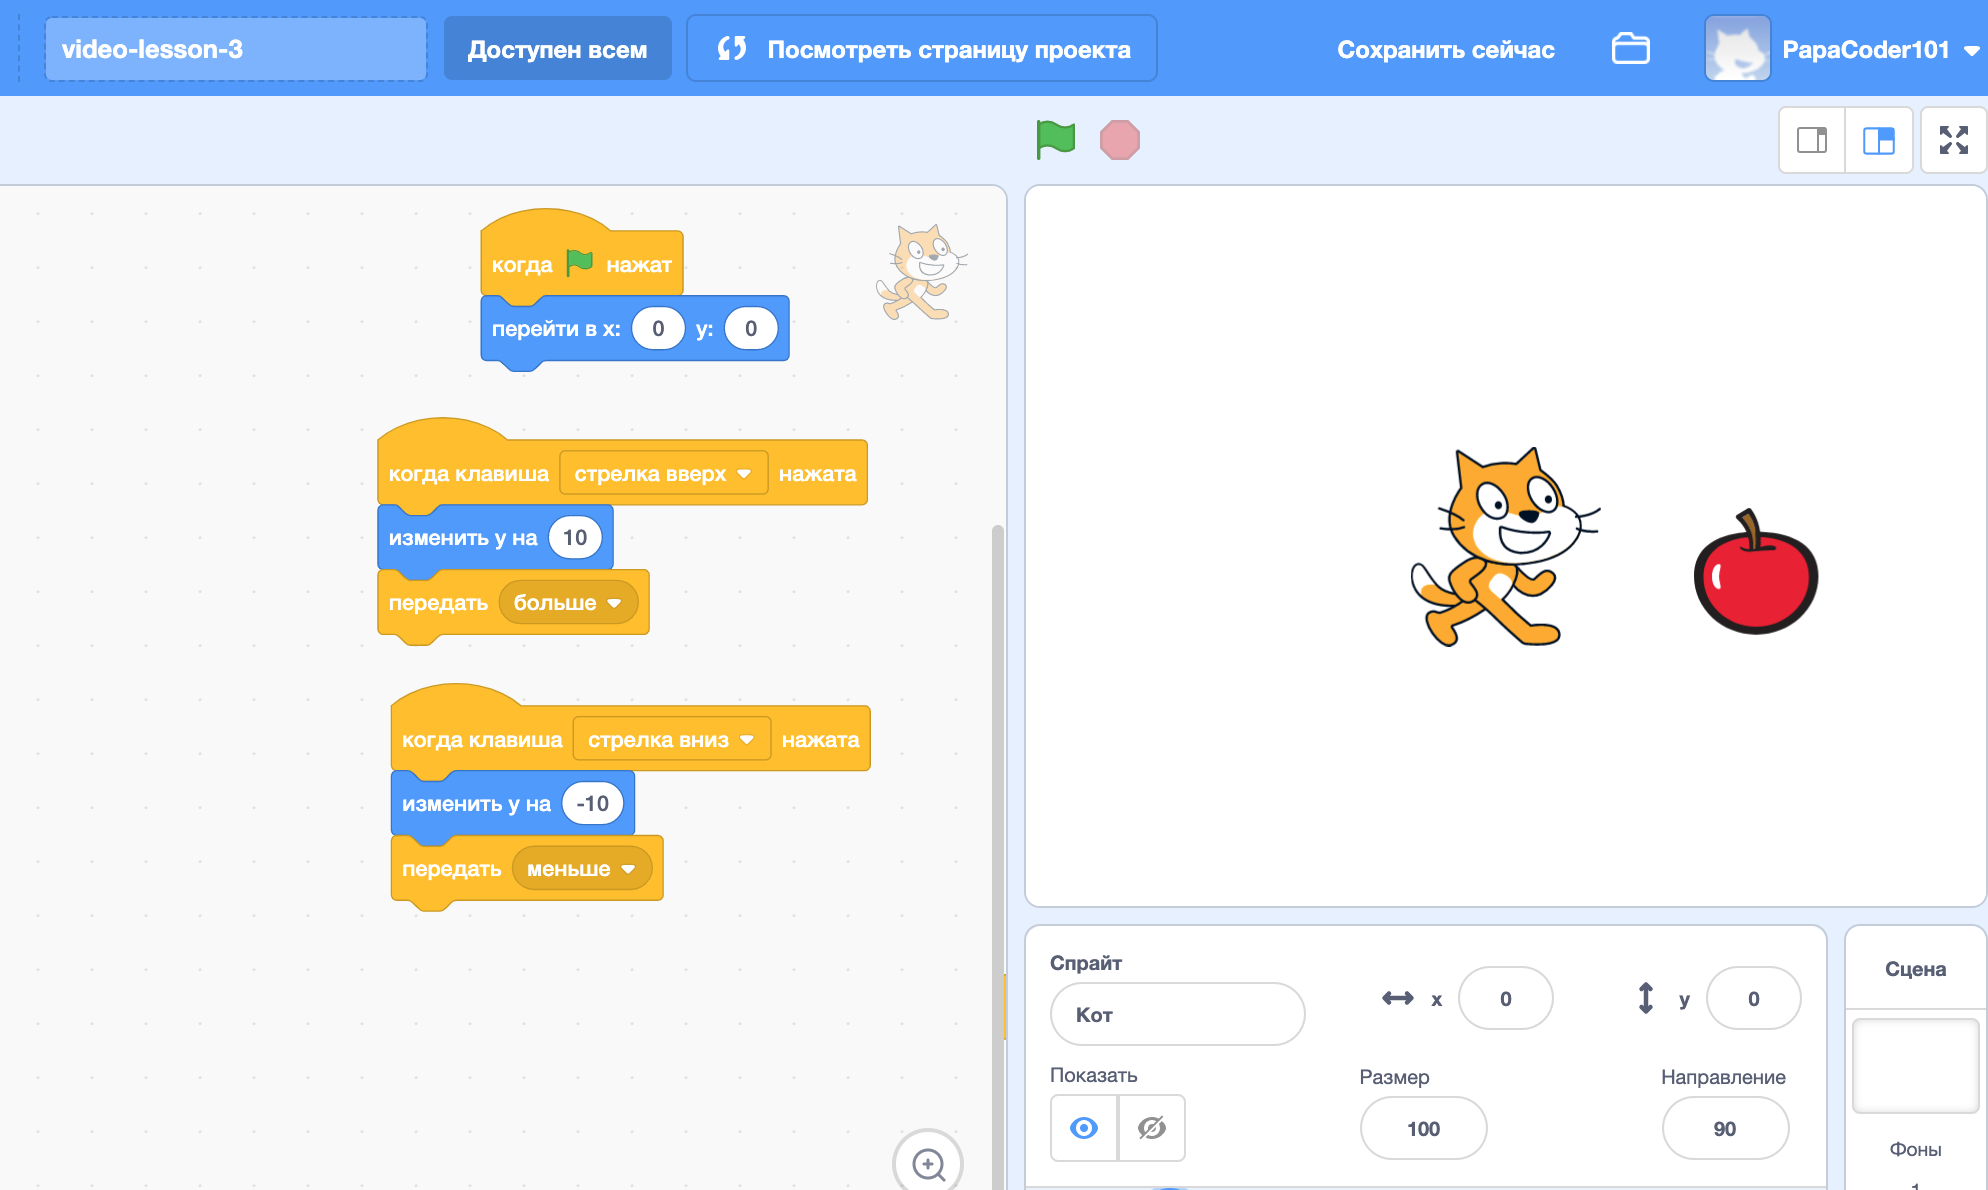 video-lesson-3
Доступен всем
Посмотреть страницу проекта
Сохранить сейчас
PapaCoder101
когда нажат
перейти в x: 0 y: 0
когда клавиша стрелка вверх нажата
изменить y на 10
передать больше
когда клавиша стрелка вниз нажата
изменить y на -10
передать меньше
Спрайт
Кот
x 0
y 0
Показать
Размер
100
Направление
90
Сцена
Фоны
1